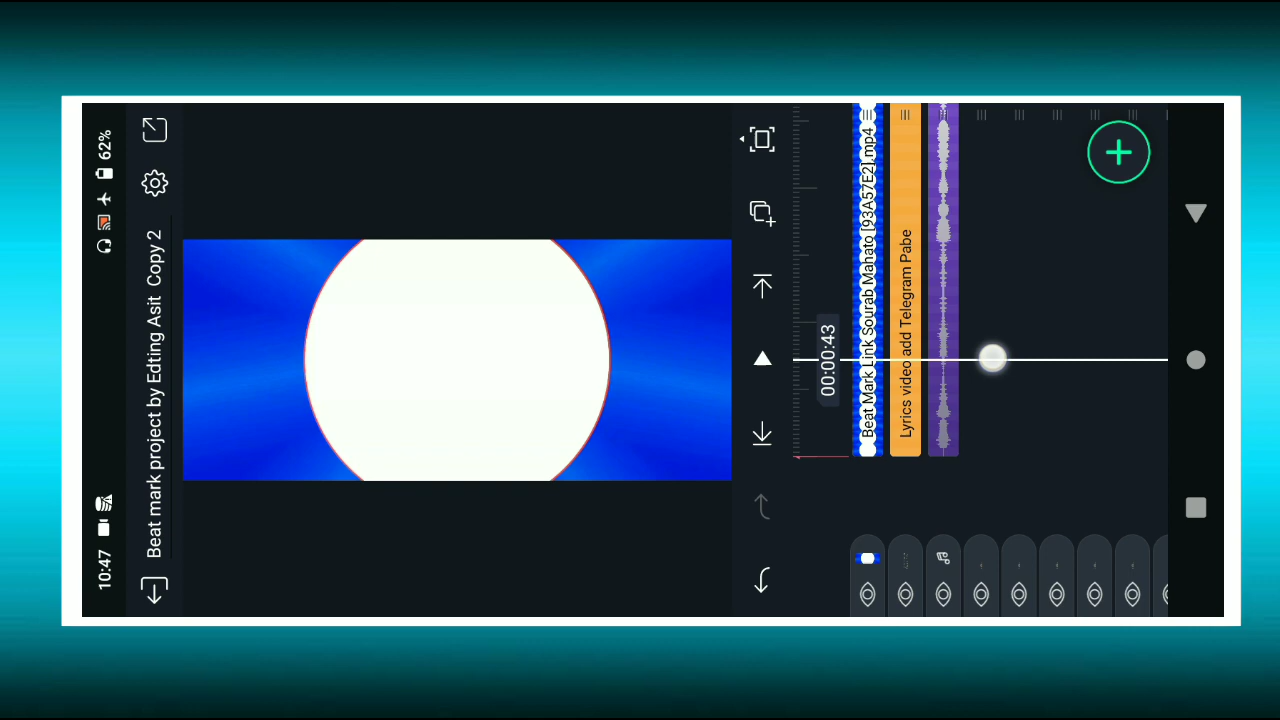 10:47
62%
Beat mark project by Edting Asit Copy 2
00:00:43
Beat Mark Link Sourab Mahato [93A57E2].mp4
Lyrics video add Telegram Pabe